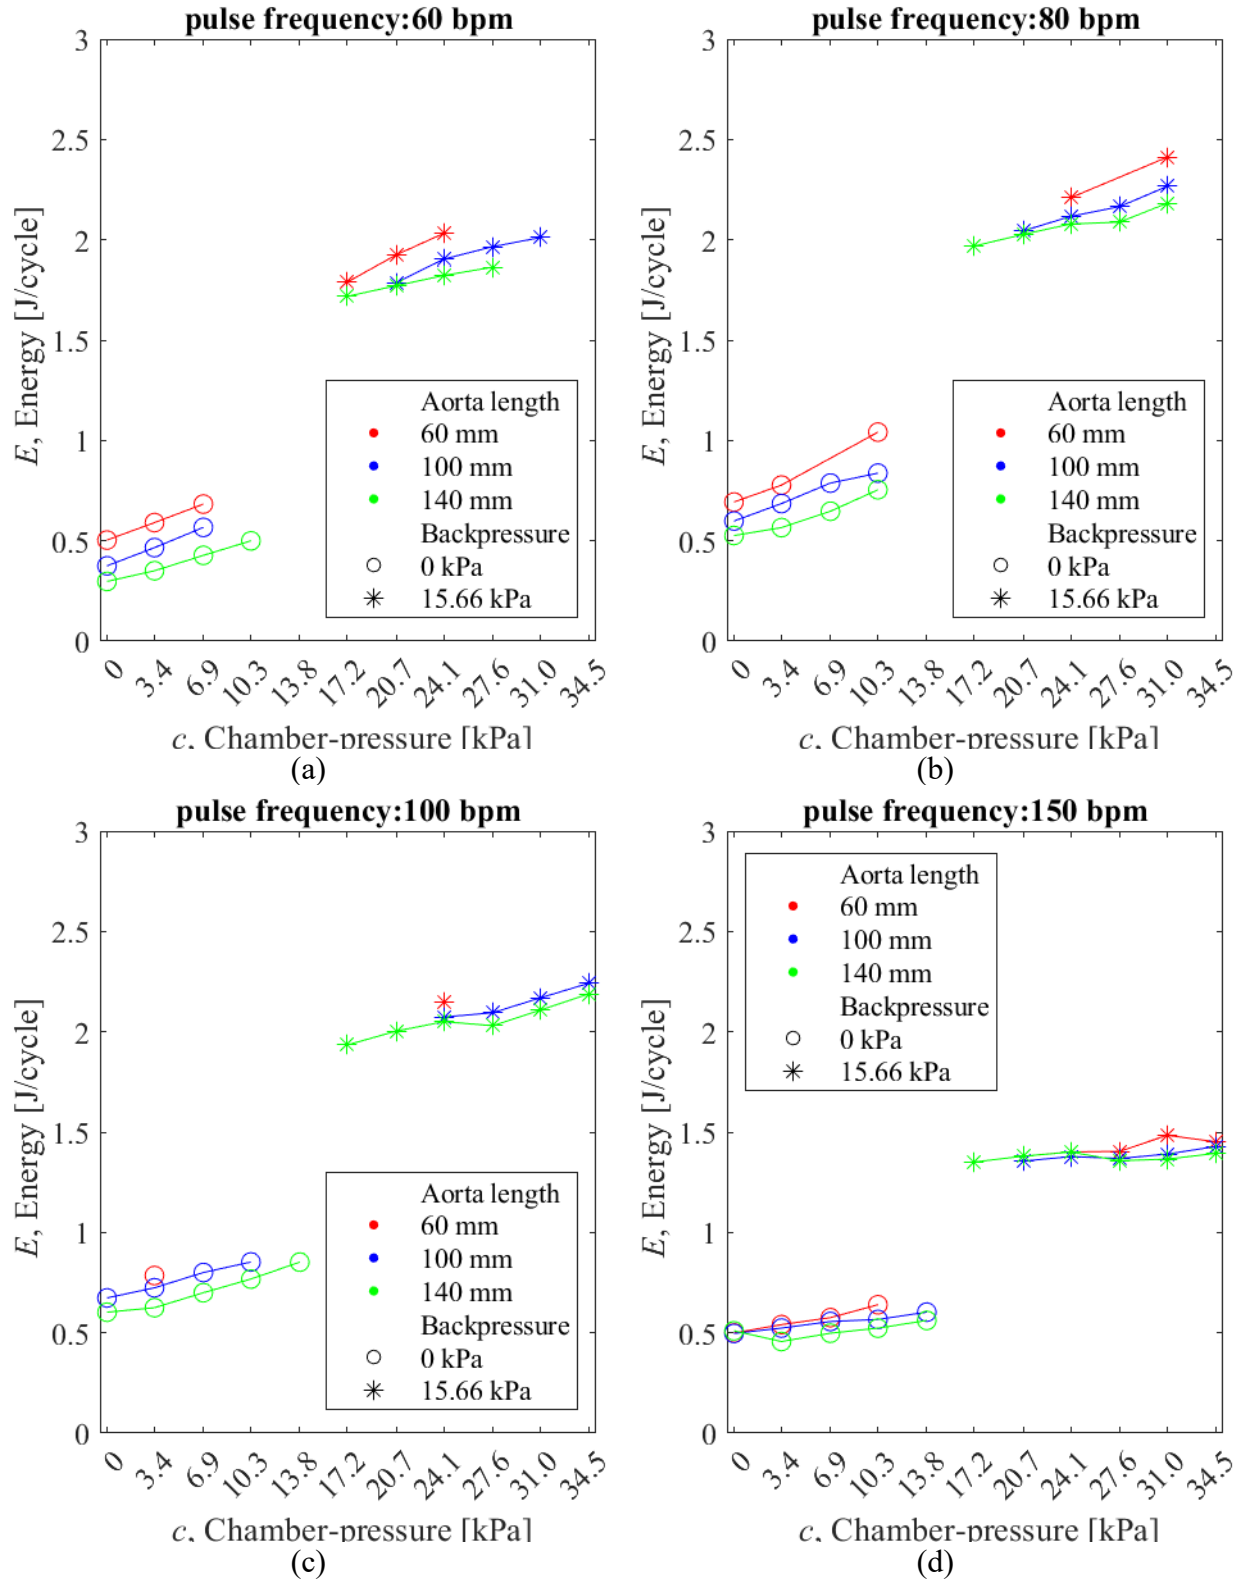 pulse frequency:60 bpm
3
2.5
2
1.5
1
0.5
0
E, Energy [J/cycle]
Aorta length
60 mm
100 mm
140 mm
Backpressure
0 kPa
15.66 kPa
0 3.4 6.9 10.3 13.8 17.2 20.7 24.1 27.6 31.0 34.5
c, Chamber-pressure [kPa]
(a)
pulse frequency:80 bpm
3
2.5
2
1.5
1
0.5
0
E, Energy [J/cycle]
Aorta length
60 mm
100 mm
140 mm
Backpressure
0 kPa
15.66 kPa
0 3.4 6.9 10.3 13.8 17.2 20.7 24.1 27.6 31.0 34.5
c, Chamber-pressure [kPa]
(b)
pulse frequency:100 bpm
3
2.5
2
1.5
1
0.5
0
E, Energy [J/cycle]
Aorta length
60 mm
100 mm
140 mm
Backpressure
0 kPa
15.66 kPa
0 3.4 6.9 10.3 13.8 17.2 20.7 24.1 27.6 31.0 34.5
c, Chamber-pressure [kPa]
(c)
pulse frequency:150 bpm
3
2.5
2
1.5
1
0.5
0
E, Energy [J/cycle]
Aorta length
60 mm
100 mm
140 mm
Backpressure
0 kPa
15.66 kPa
0 3.4 6.9 10.3 13.8 17.2 20.7 24.1 27.6 31.0 34.5
c, Chamber-pressure [kPa]
(d)